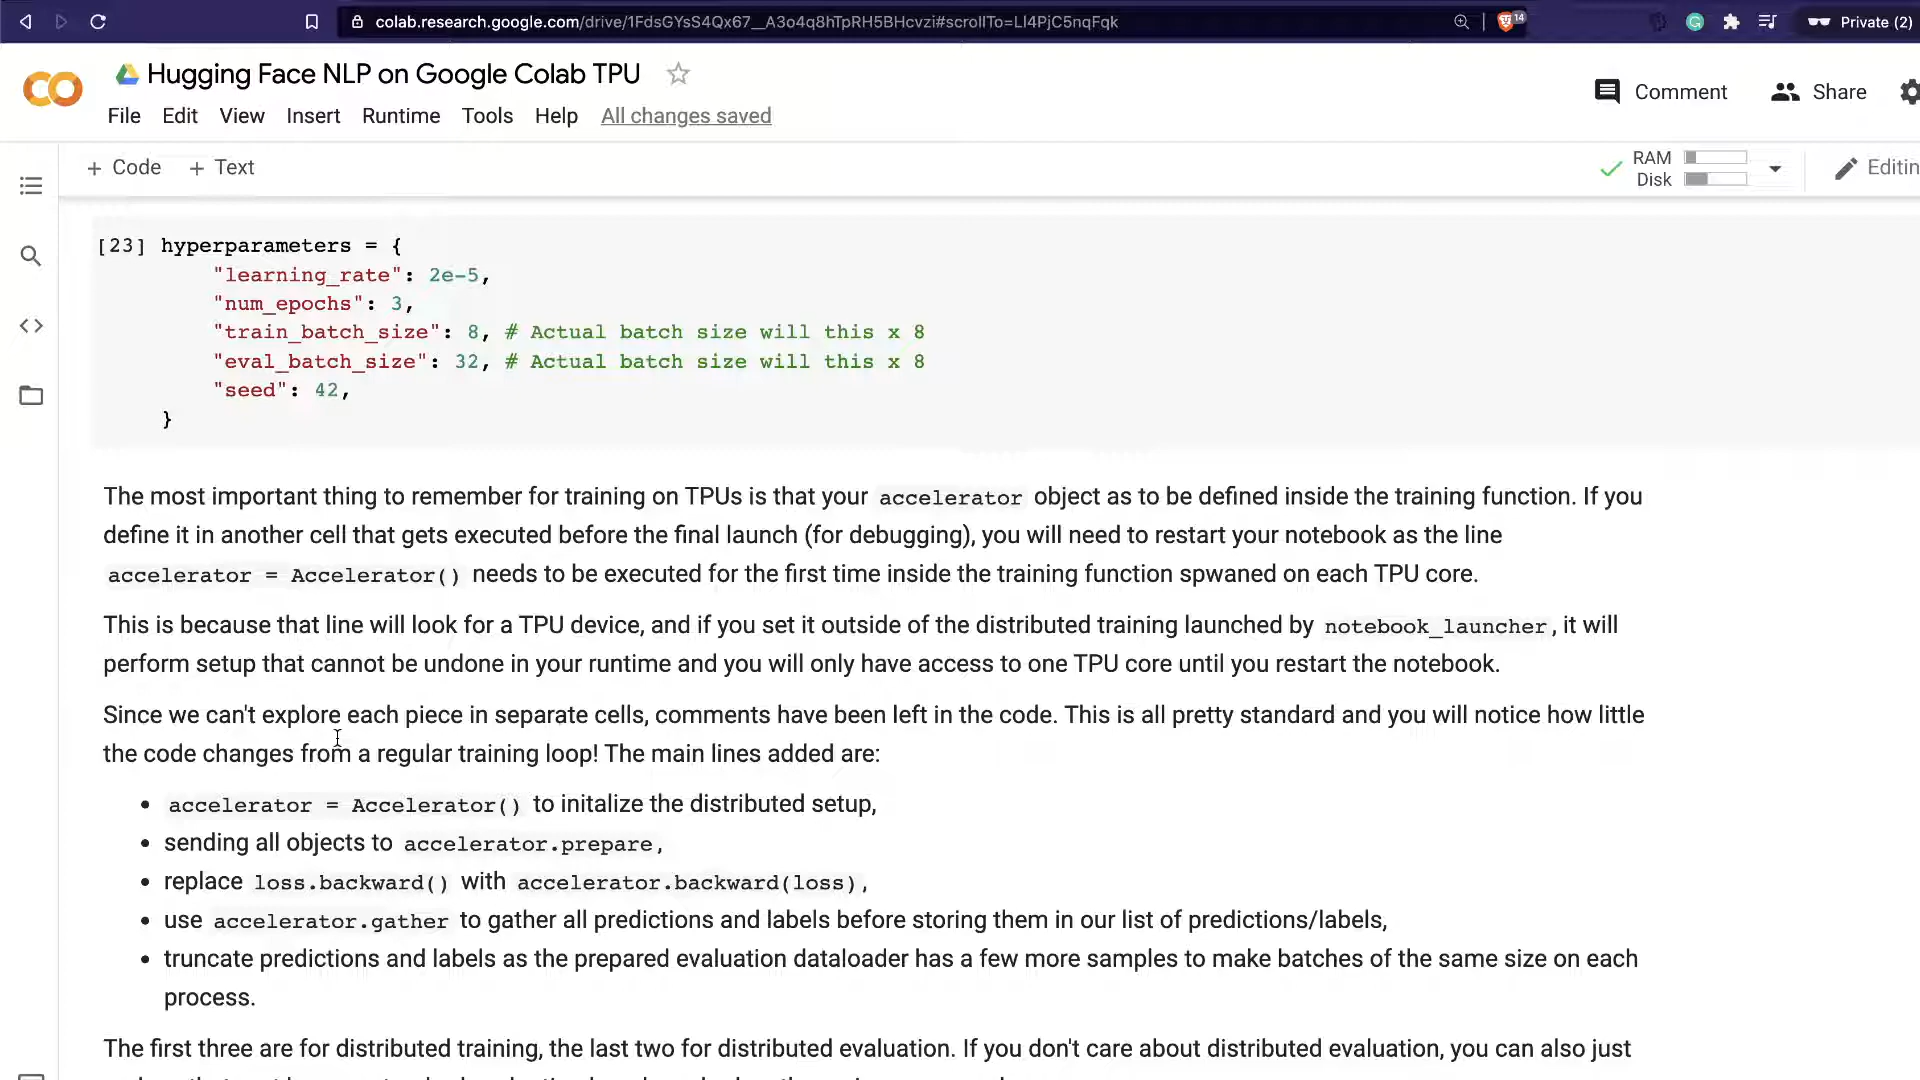 colab.research.google.com/drive/1FdsGYsS4Qx67__A3o4q8hTpRH5BHcvzi#scrollTo=Ll4PjC5nqFqk
14
Private (2)
Hugging Face NLP on Google Colab TPU
File Edit View Insert Runtime Tools Help All changes saved
Comment
Share
+ Code + Text
RAM
Disk
Editin
[23] hyperparameters = {
"learning_rate": 2e-5,
"num_epochs": 3,
"train_batch_size": 8, # Actual batch size will this x 8
"eval_batch_size": 32, # Actual batch size will this x 8
"seed": 42,
}
The most important thing to remember for training on TPUs is that your accelerator object as to be defined inside the training function. If you
define it in another cell that gets executed before the final launch (for debugging), you will need to restart your notebook as the line
accelerator = Accelerator() needs to be executed for the first time inside the training function spwaned on each TPU core.
This is because that line will look for a TPU device, and if you set it outside of the distributed training launched by notebook_launcher, it will
perform setup that cannot be undone in your runtime and you will only have access to one TPU core until you restart the notebook.
Since we can't explore each piece in separate cells, comments have been left in the code. This is all pretty standard and you will notice how little
the code changes from a regular training loop! The main lines added are:
• accelerator = Accelerator() to initalize the distributed setup,
• sending all objects to accelerator.prepare,
• replace loss.backward() with accelerator.backward(loss),
• use accelerator.gather to gather all predictions and labels before storing them in our list of predictions/labels,
• truncate predictions and labels as the prepared evaluation dataloader has a few more samples to make batches of the same size on each
process.
The first three are for distributed training, the last two for distributed evaluation. If you don't care about distributed evaluation, you can also just